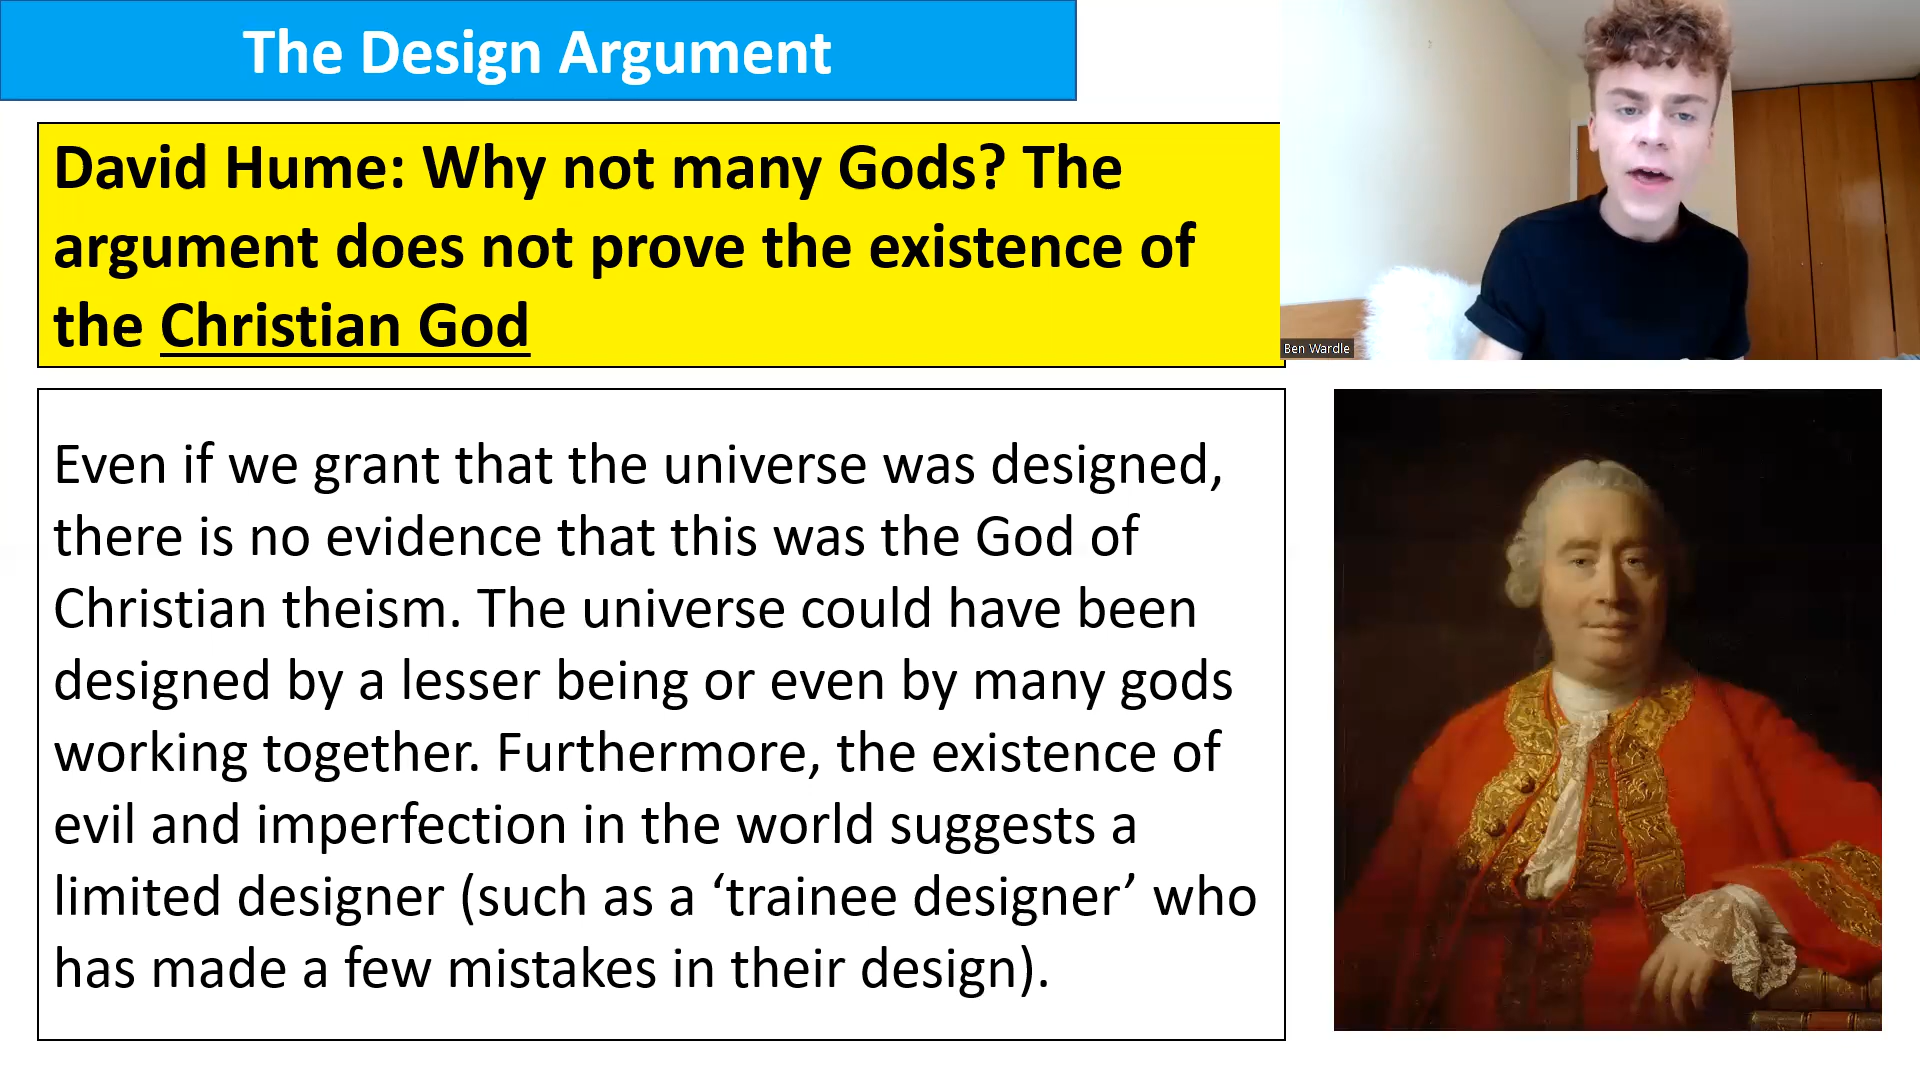 The Design Argument
David Hume: Why not many Gods? The
argument does not prove the existence of
the Christian God
Ben Wardle
Even if we grant that the universe was designed,
there is no evidence that this was the God of
Christian theism. The universe could have been
designed by a lesser being or even by many gods
working together. Furthermore, the existence of
evil and imperfection in the world suggests a
limited designer (such as a ‘trainee designer’ who
has made a few mistakes in their design).